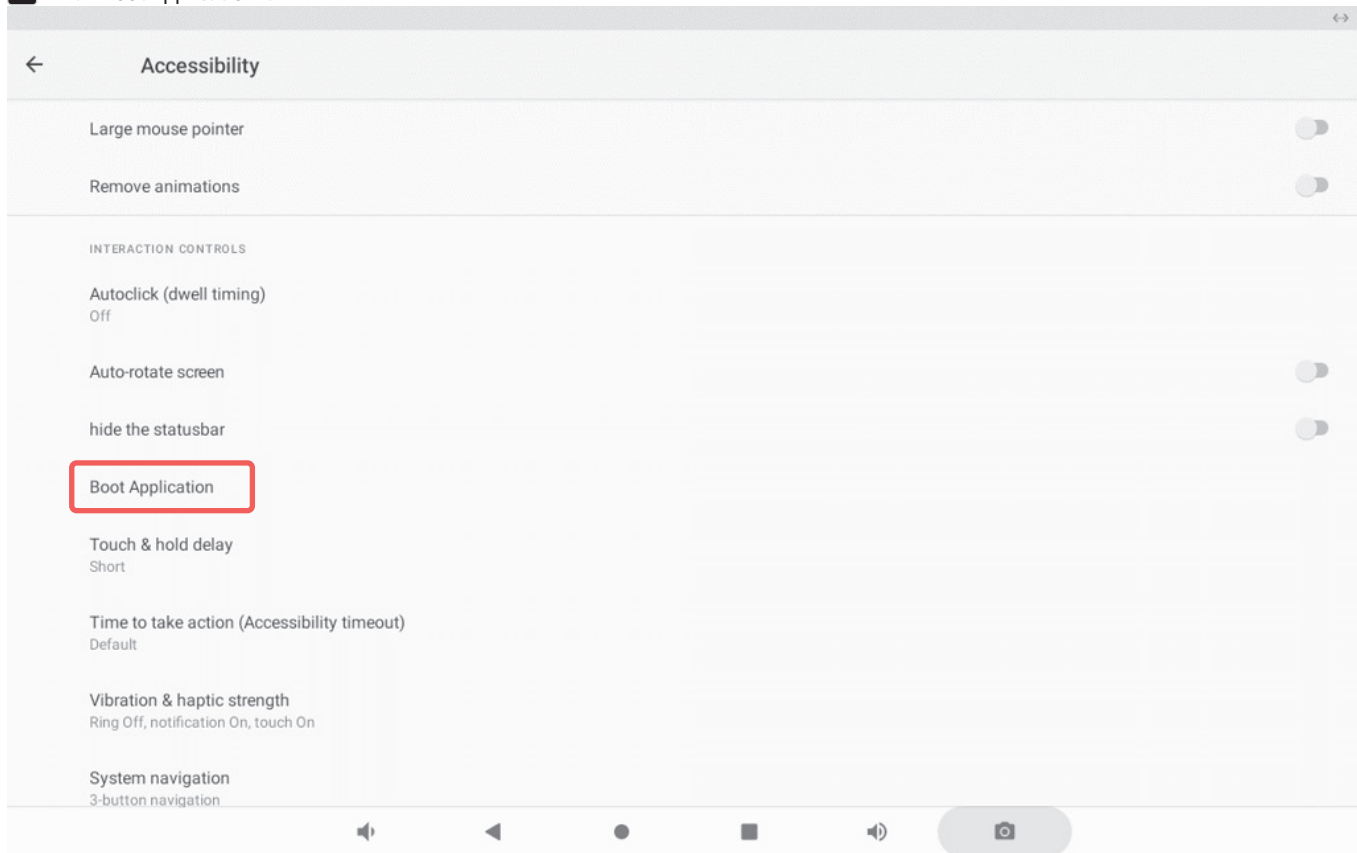 Accessibility
Large mouse pointer
Remove animations
INTERACTION CONTROLS
Autoclick (dwell timing)
Off
Auto-rotate screen
hide the statusbar
Boot Application
Touch & hold delay
Short
Time to take action (Accessibility timeout)
Default
Vibration & haptic strength
Ring Off, notification On, touch On
System navigation
3-button navigation